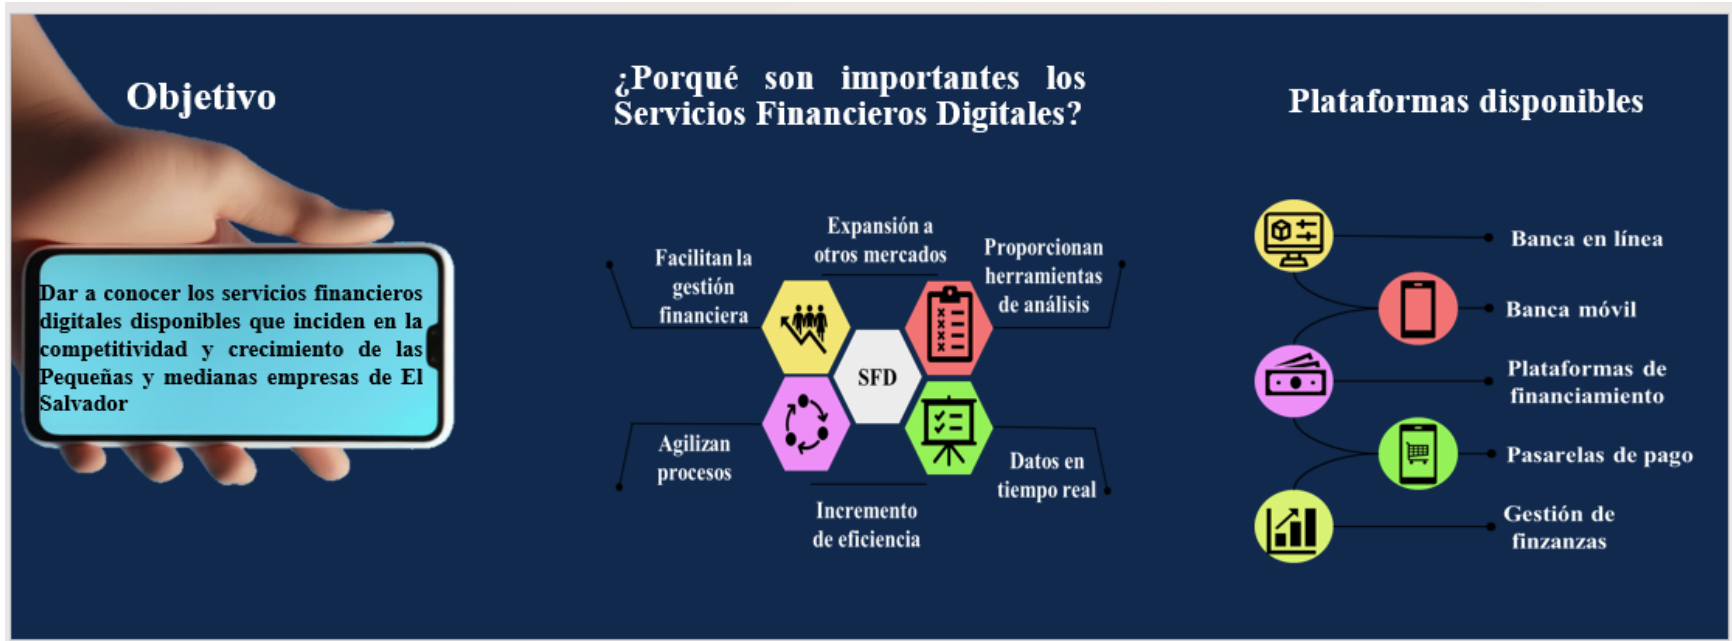 Objetivo
Dar a conocer los servicios financieros
digitales disponibles que inciden en la
competitividad y crecimiento de las
Pequeñas y medianas empresas de El
Salvador
¿Porqué son importantes los
Servicios Financieros Digitales?
Expansión a
otros mercados
Facilitan la
gestión
financiera
Proporcionan
herramientas
de análisis
SFD
Agilizan
procesos
Datos en
tiempo real
Incremento
de eficiencia
Plataformas disponibles
Banca en línea
Banca móvil
Plataformas de
financiamiento
Pasarelas de pago
Gestión de
finzanzas